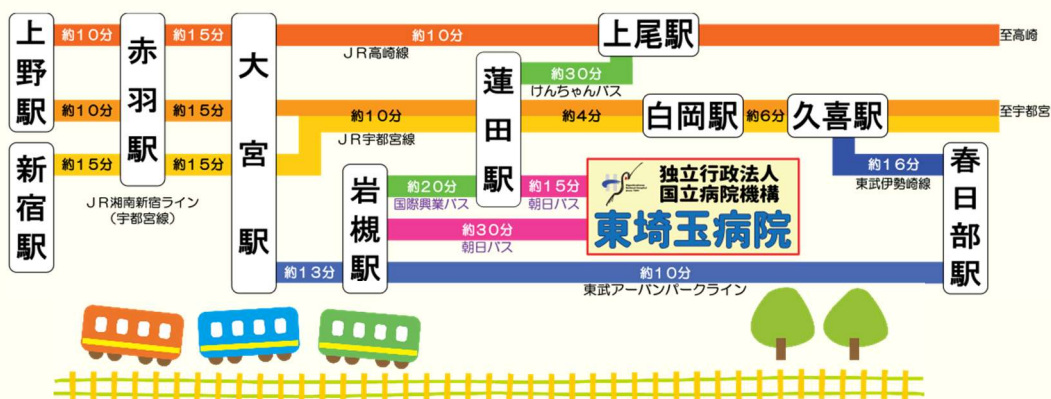 上野駅
約10分
赤羽駅
約15分
大宮駅
約10分
JR高崎線
上尾駅
至高崎
蓮田駅
約30分
けんちゃんバス
約10分
約15分
約10分
JR宇都宮線
約4分
白岡駅
約6分
久喜駅
至宇都宮
新宿駅
約15分
約15分
JR湘南新宿ライン
（宇都宮線）
岩槻駅
約20分
国際興業バス
約15分
朝日バス
独立行政法人
国立病院機構
東埼玉病院
約16分
東武伊勢崎線
春日部駅
約30分
朝日バス
約13分
約10分
東武アーバンパークライン